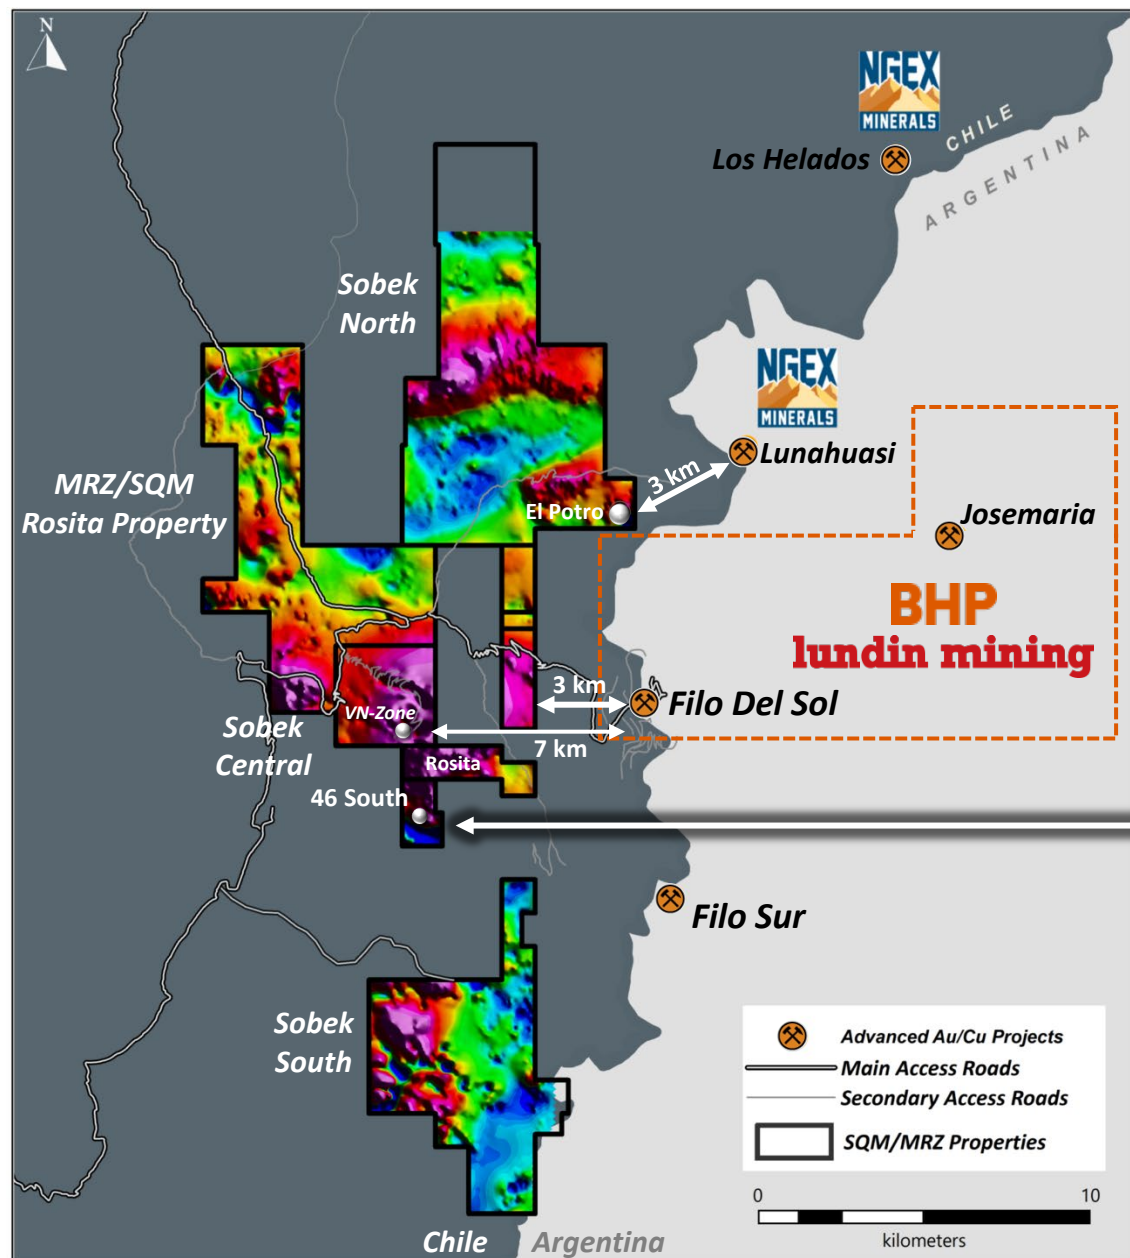 N
NGEX
MINERALS
CHILE
ARGENTINA
Los Helados
Sobek
North
NGEX
MINERALS
Lunahuasi
3 km
MRZ/SQM
Rosita Property
El Potro
Josemaria
BHP
lundin mining
3 km
Filo Del Sol
VN-Zone
Sobek
Central
7 km
Rosita
46 South
Filo Sur
Sobek
South
Advanced Au/Cu Projects
Main Access Roads
Secondary Access Roads
SQM/MRZ Properties
0 10
kilometers
Chile Argentina